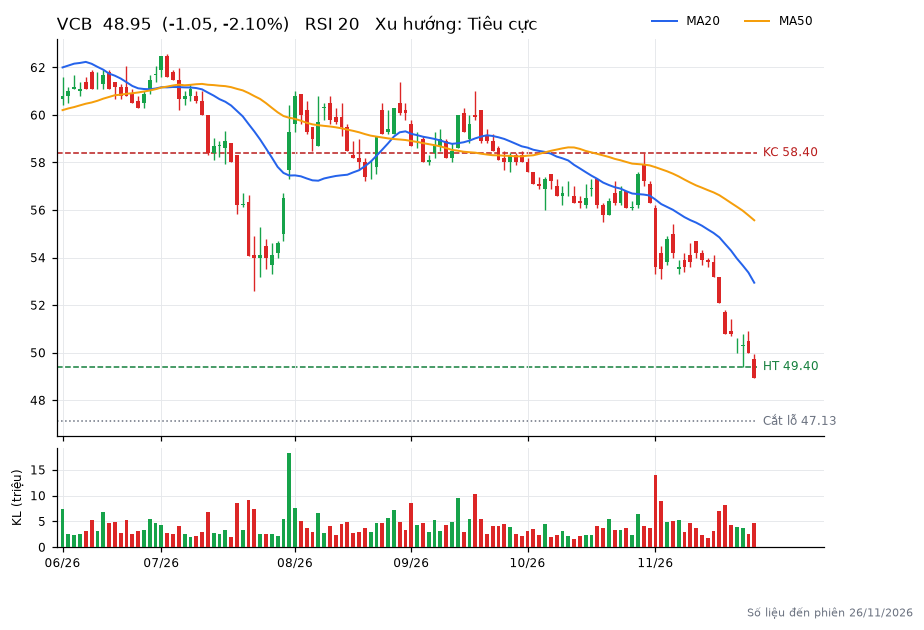 VCB 48.95 (-1.05, -2.10%) RSI 20 Xu hướng: Tiêu cực
MA20 MA50
62
60
58
56
54
52
50
48
KC 58.40
HT 49.40
Cắt lỗ 47.13
KL (triệu)
15
10
5
0
06/26 07/26 08/26 09/26 10/26 11/26
Số liệu đến phiên 26/11/2026